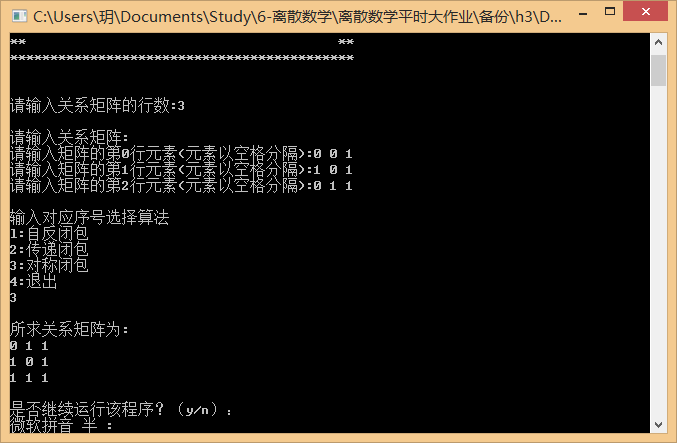 C:\Users\玥\Documents\Study\6-离散数学\离散数学平时大作业\备份\h3\D...
**                                       **
*******************************************
请输入关系矩阵的行数:3
请输入关系矩阵:
请输入矩阵的第0行元素(元素以空格分隔):0 0 1
请输入矩阵的第1行元素(元素以空格分隔):1 0 1
请输入矩阵的第2行元素(元素以空格分隔):0 1 1
输入对应序号选择算法
1:自反闭包
2:传递闭包
3:对称闭包
4:退出
3
所求关系矩阵为:
0 1 1
1 0 1
1 1 1
是否继续运行该程序？（y/n）：
微软拼音 半 :